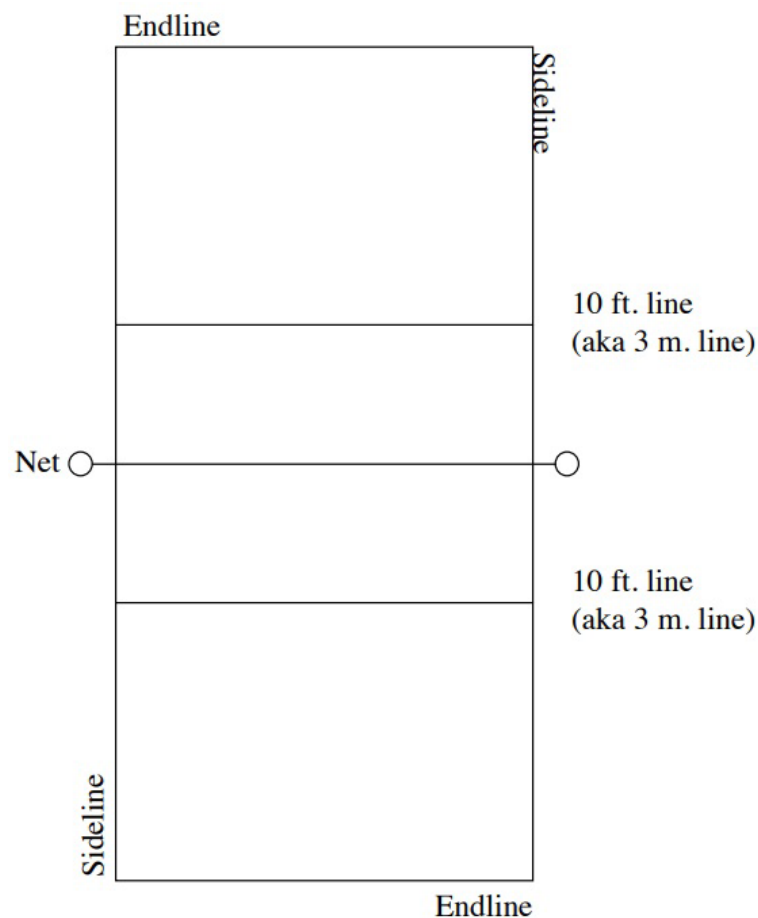 Endline
Sideline
10 ft. line
(aka 3 m. line)
Net
10 ft. line
(aka 3 m. line)
Sideline
Endline